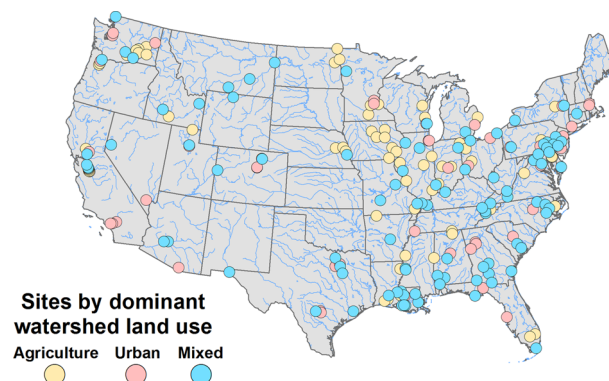 Sites by dominant
watershed land use
Agriculture Urban Mixed